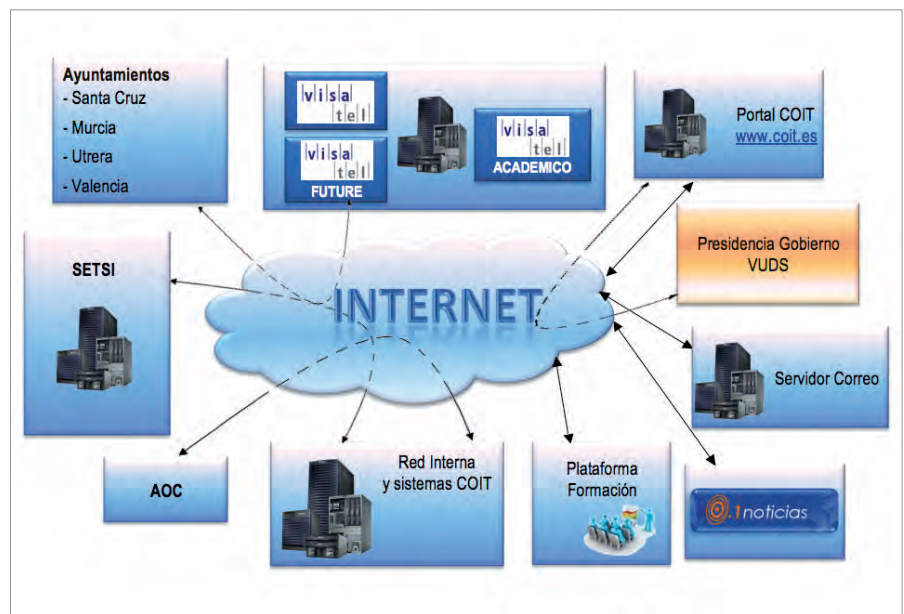 Ayuntamientos
- Santa Cruz
- Murcia
- Utrera
- Valencia
visa
tel
visa
tel
FUTURE
visa
tel
ACADEMICO
Portal COIT
www.coit.es
SETSI
INTERNET
Presidencia Gobierno
VUDS
Servidor Correo
AOC
Red Interna
y sistemas COIT
Plataforma
Formación
.1noticias